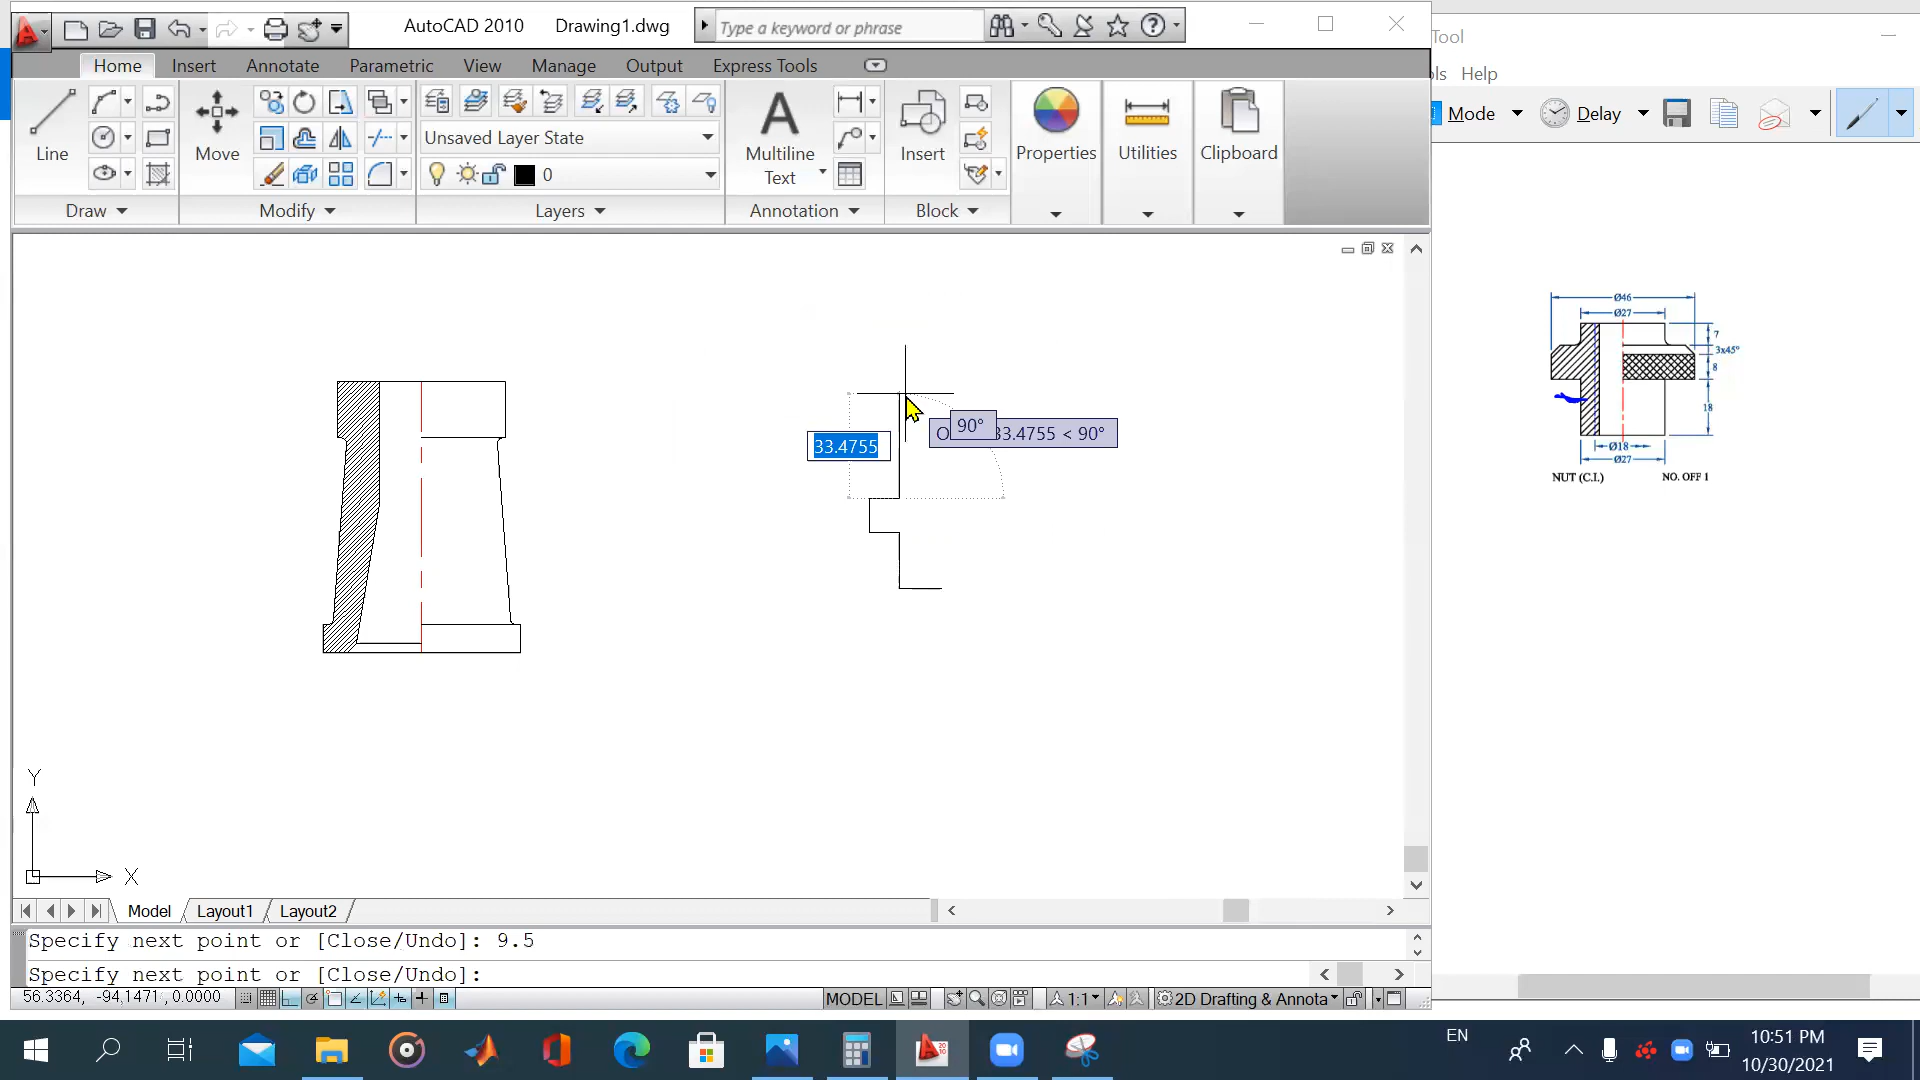 AutoCAD 2010 Drawing1.dwg
Type a keyword or phrase
Tool
Home Insert Annotate Parametric View Manage Output Express Tools
Help
Line
Move
Unsaved Layer State
0
Multiline
Text
Insert
Properties
Utilities
Clipboard
Mode
Delay
Draw
Modify
Layers
Annotation
Block
90°
33.4755 < 90°
33.4755
Ø46
Ø27
7
3x45°
8
18
Ø18
Ø27
NUT (C.I.) NO. OFF 1
Y
X
Model Layout1 Layout2
Specify next point or [Close/Undo]: 9.5
Specify next point or [Close/Undo]:
56.3364, -94.1471, 0.0000
MODEL
1:1
2D Drafting & Annota
EN
10:51 PM
10/30/2021